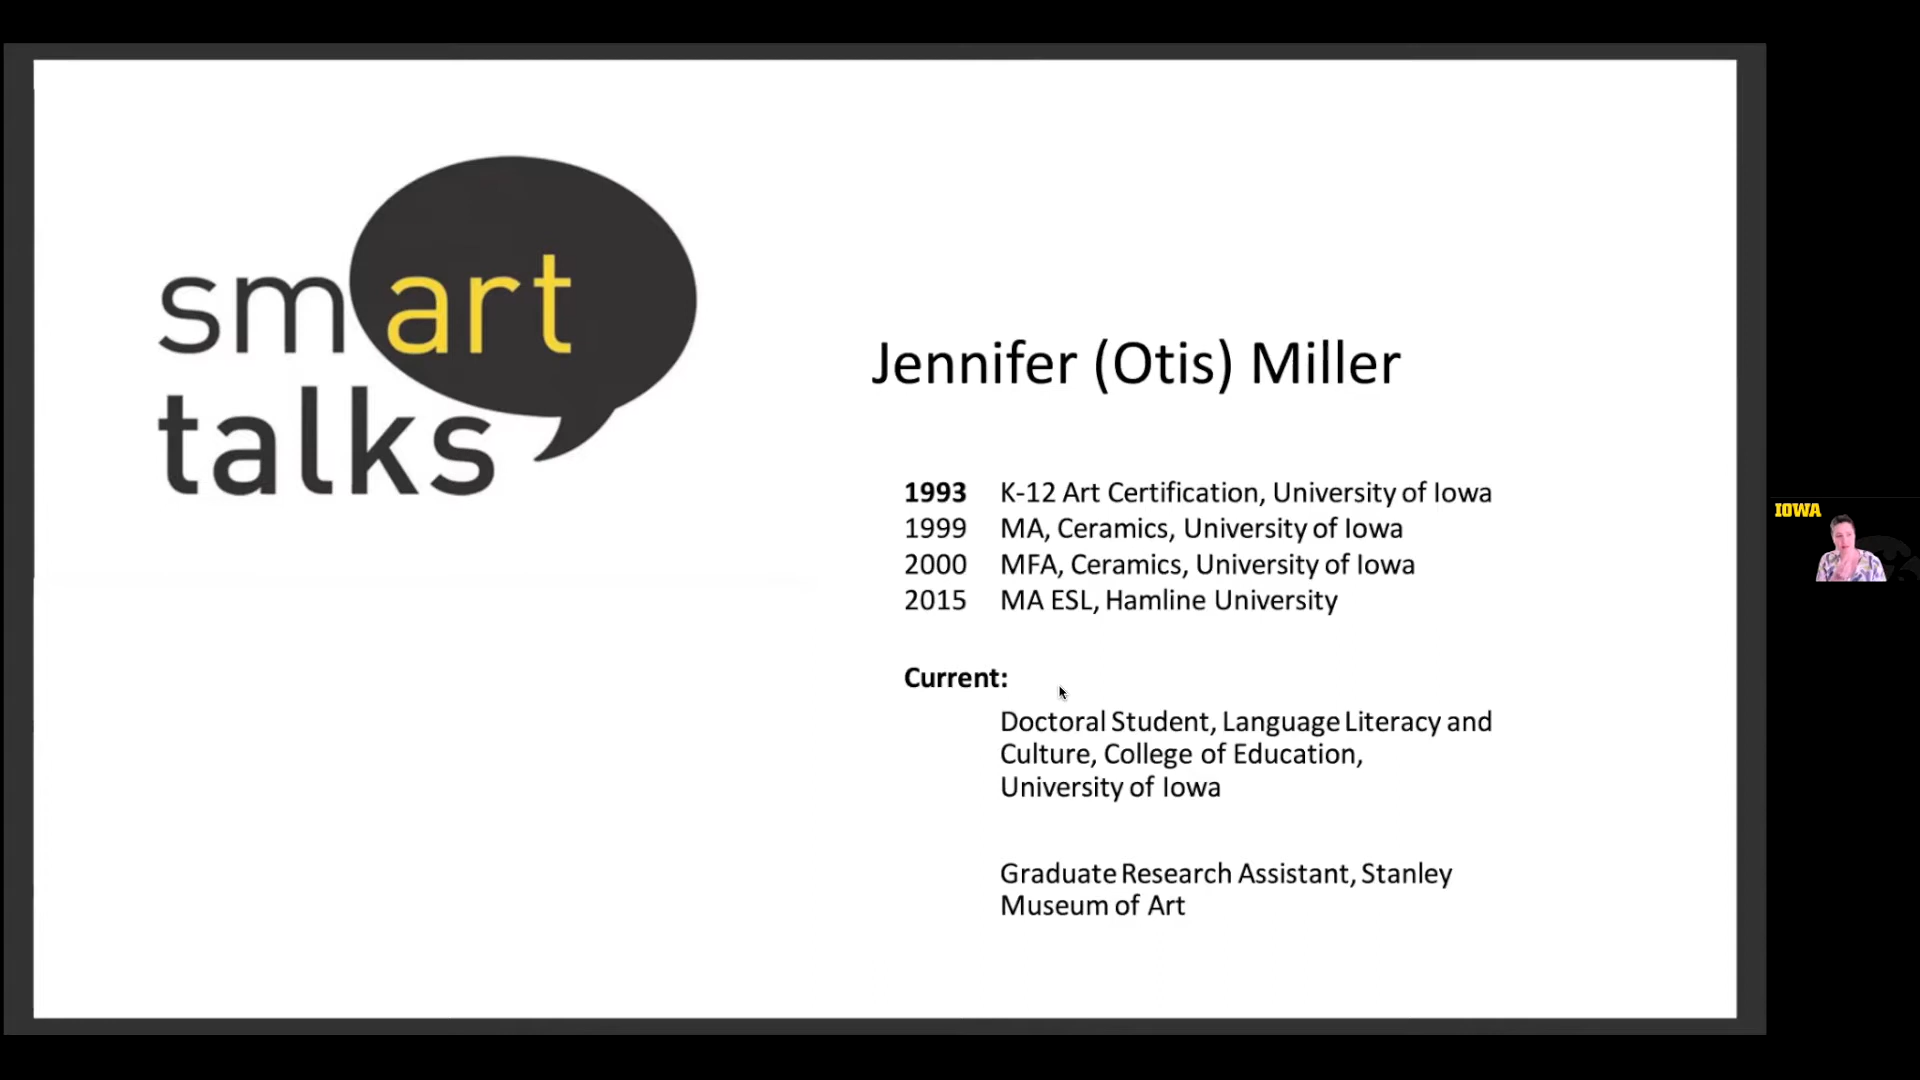 smart
talks
Jennifer (Otis) Miller
1993 K-12 Art Certification, University of Iowa
1999 MA, Ceramics, University of Iowa
2000 MFA, Ceramics, University of Iowa
2015 MA ESL, Hamline University
Current:
Doctoral Student, Language Literacy and
Culture, College of Education,
University of Iowa
Graduate Research Assistant, Stanley
Museum of Art
IOWA